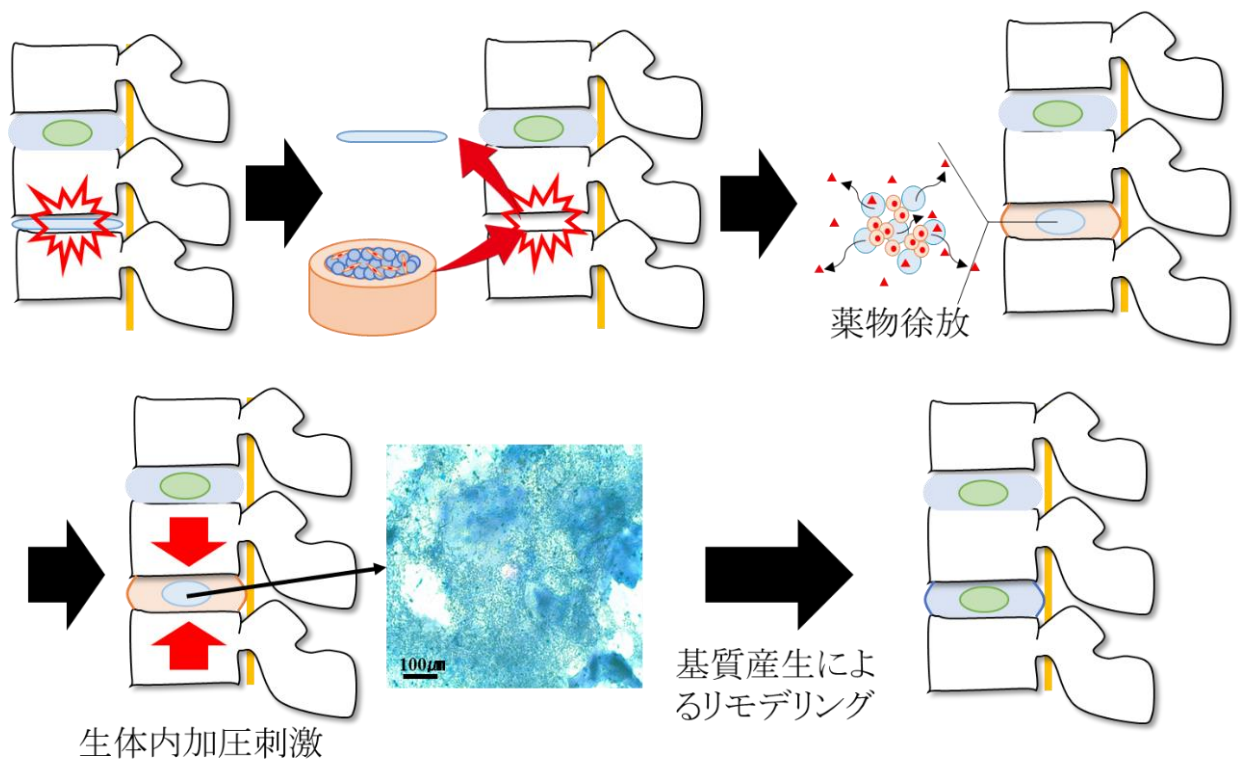 薬物徐放
100㎛
生体内加圧刺激
基質産生によ
るリモデリング